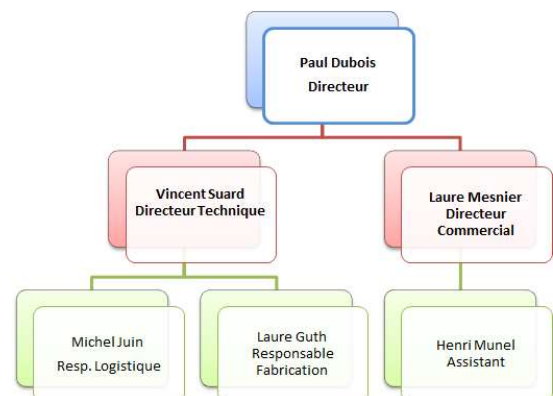 Paul Dubois
Directeur
Vincent Suard
Directeur Technique
Laure Mesnier
Directeur
Commercial
Michel Juin
Resp. Logistique
Laure Guth
Responsable
Fabrication
Henri Munel
Assistant